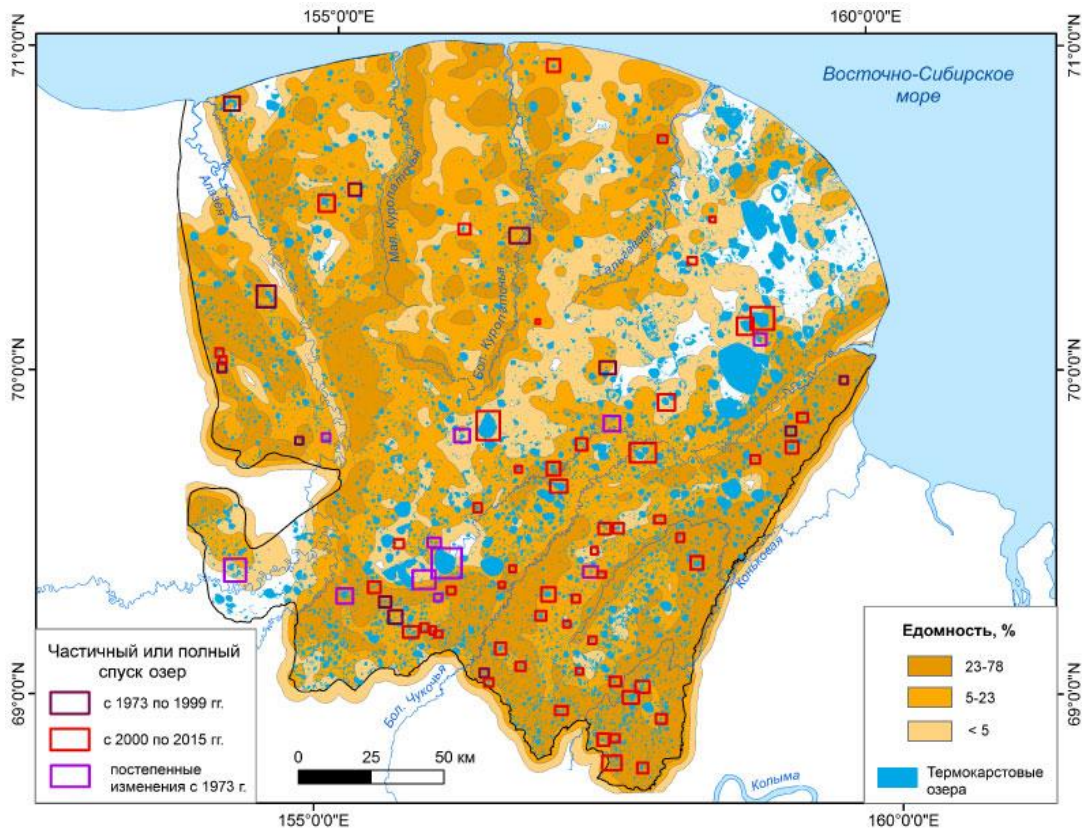 155°0'0"E
160°0'0"E
71°0'0"N
71°0'0"N
Восточно-Сибирское
море
Алазея
Мал. Куропаточья
Бол. Куропаточья
70°0'0"N
70°0'0"N
Коньковая
Бол. Чукочья
69°0'0"N
69°0'0"N
Частичный или полный
спуск озер
с 1973 по 1999 гг.
с 2000 по 2015 гг.
постепенные
изменения с 1973 г.
0 25 50 км
Колыма
Едомность, %
23-78
5-23
< 5
Термокарстовые
озера
155°0'0"E
160°0'0"E